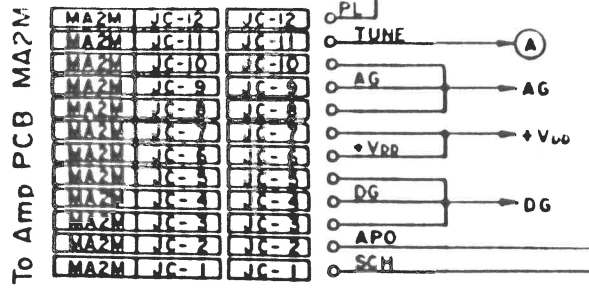 To Amp PCB MA2M
MA2M JC-12 JC-12 PL
MA2M JC-11 JC-11 TUNE A
MA2M JC-10 JC-10
MA2M JC-9 JC-9 AG AG
MA2M JC-8 JC-8
MA2M JC-7 JC-7 +VDD
MA2M JC-6 JC-6 +VDD
MA2M JC-5 JC-5
MA2M JC-4 JC-4 DG DG
MA2M JC-3 JC-3
MA2M JC-2 JC-2 APO
MA2M JC-1 JC-1 SCH